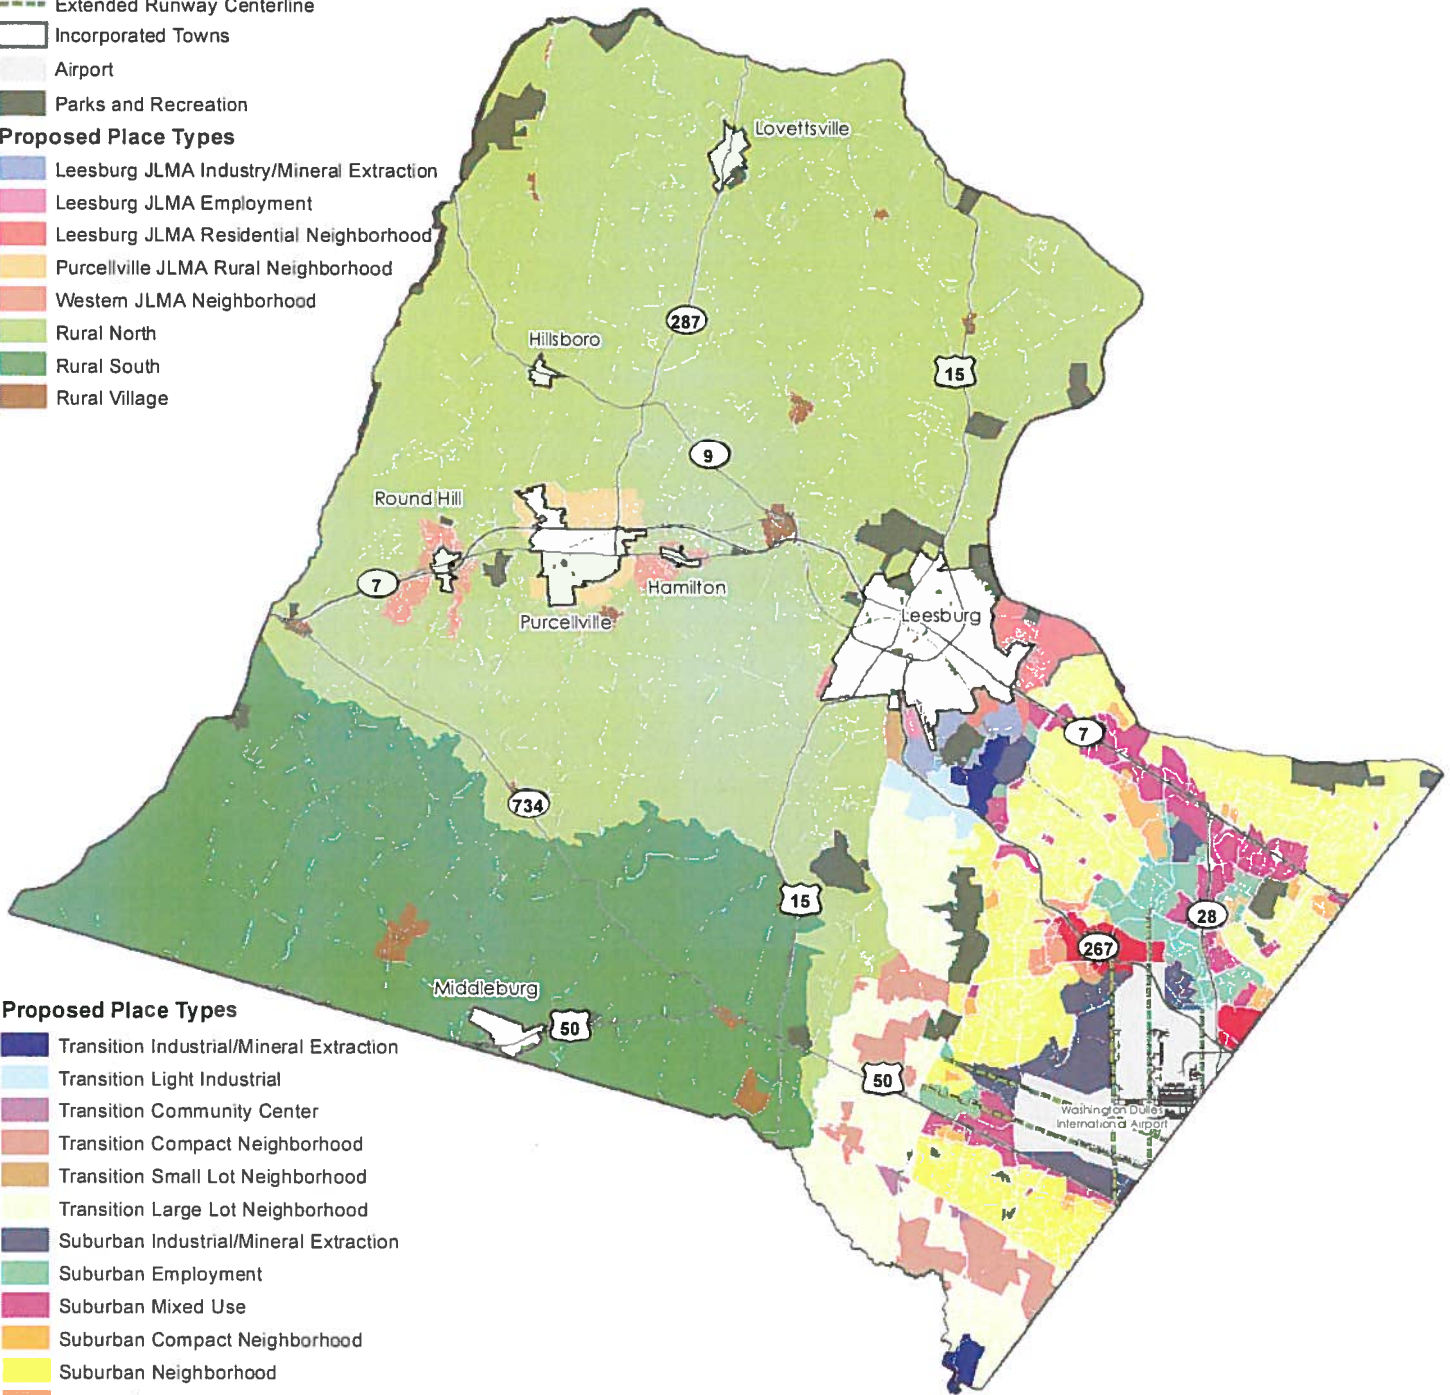 Extended Runway Centerline
Incorporated Towns
Airport
Parks and Recreation
Proposed Place Types
Leesburg JLMA Industry/Mineral Extraction
Leesburg JLMA Employment
Leesburg JLMA Residential Neighborhood
Purcellville JLMA Rural Neighborhood
Western JLMA Neighborhood
Rural North
Rural South
Rural Village
Lovettsville
287
Hillsboro
15
9
Round Hill
7
Hamilton
Purcellville
Leesburg
7
734
15
28
267
Middleburg
50
50
Washington Dulles
International Airport
Proposed Place Types
Transition Industrial/Mineral Extraction
Transition Light Industrial
Transition Community Center
Transition Compact Neighborhood
Transition Small Lot Neighborhood
Transition Large Lot Neighborhood
Suburban Industrial/Mineral Extraction
Suburban Employment
Suburban Mixed Use
Suburban Compact Neighborhood
Suburban Neighborhood